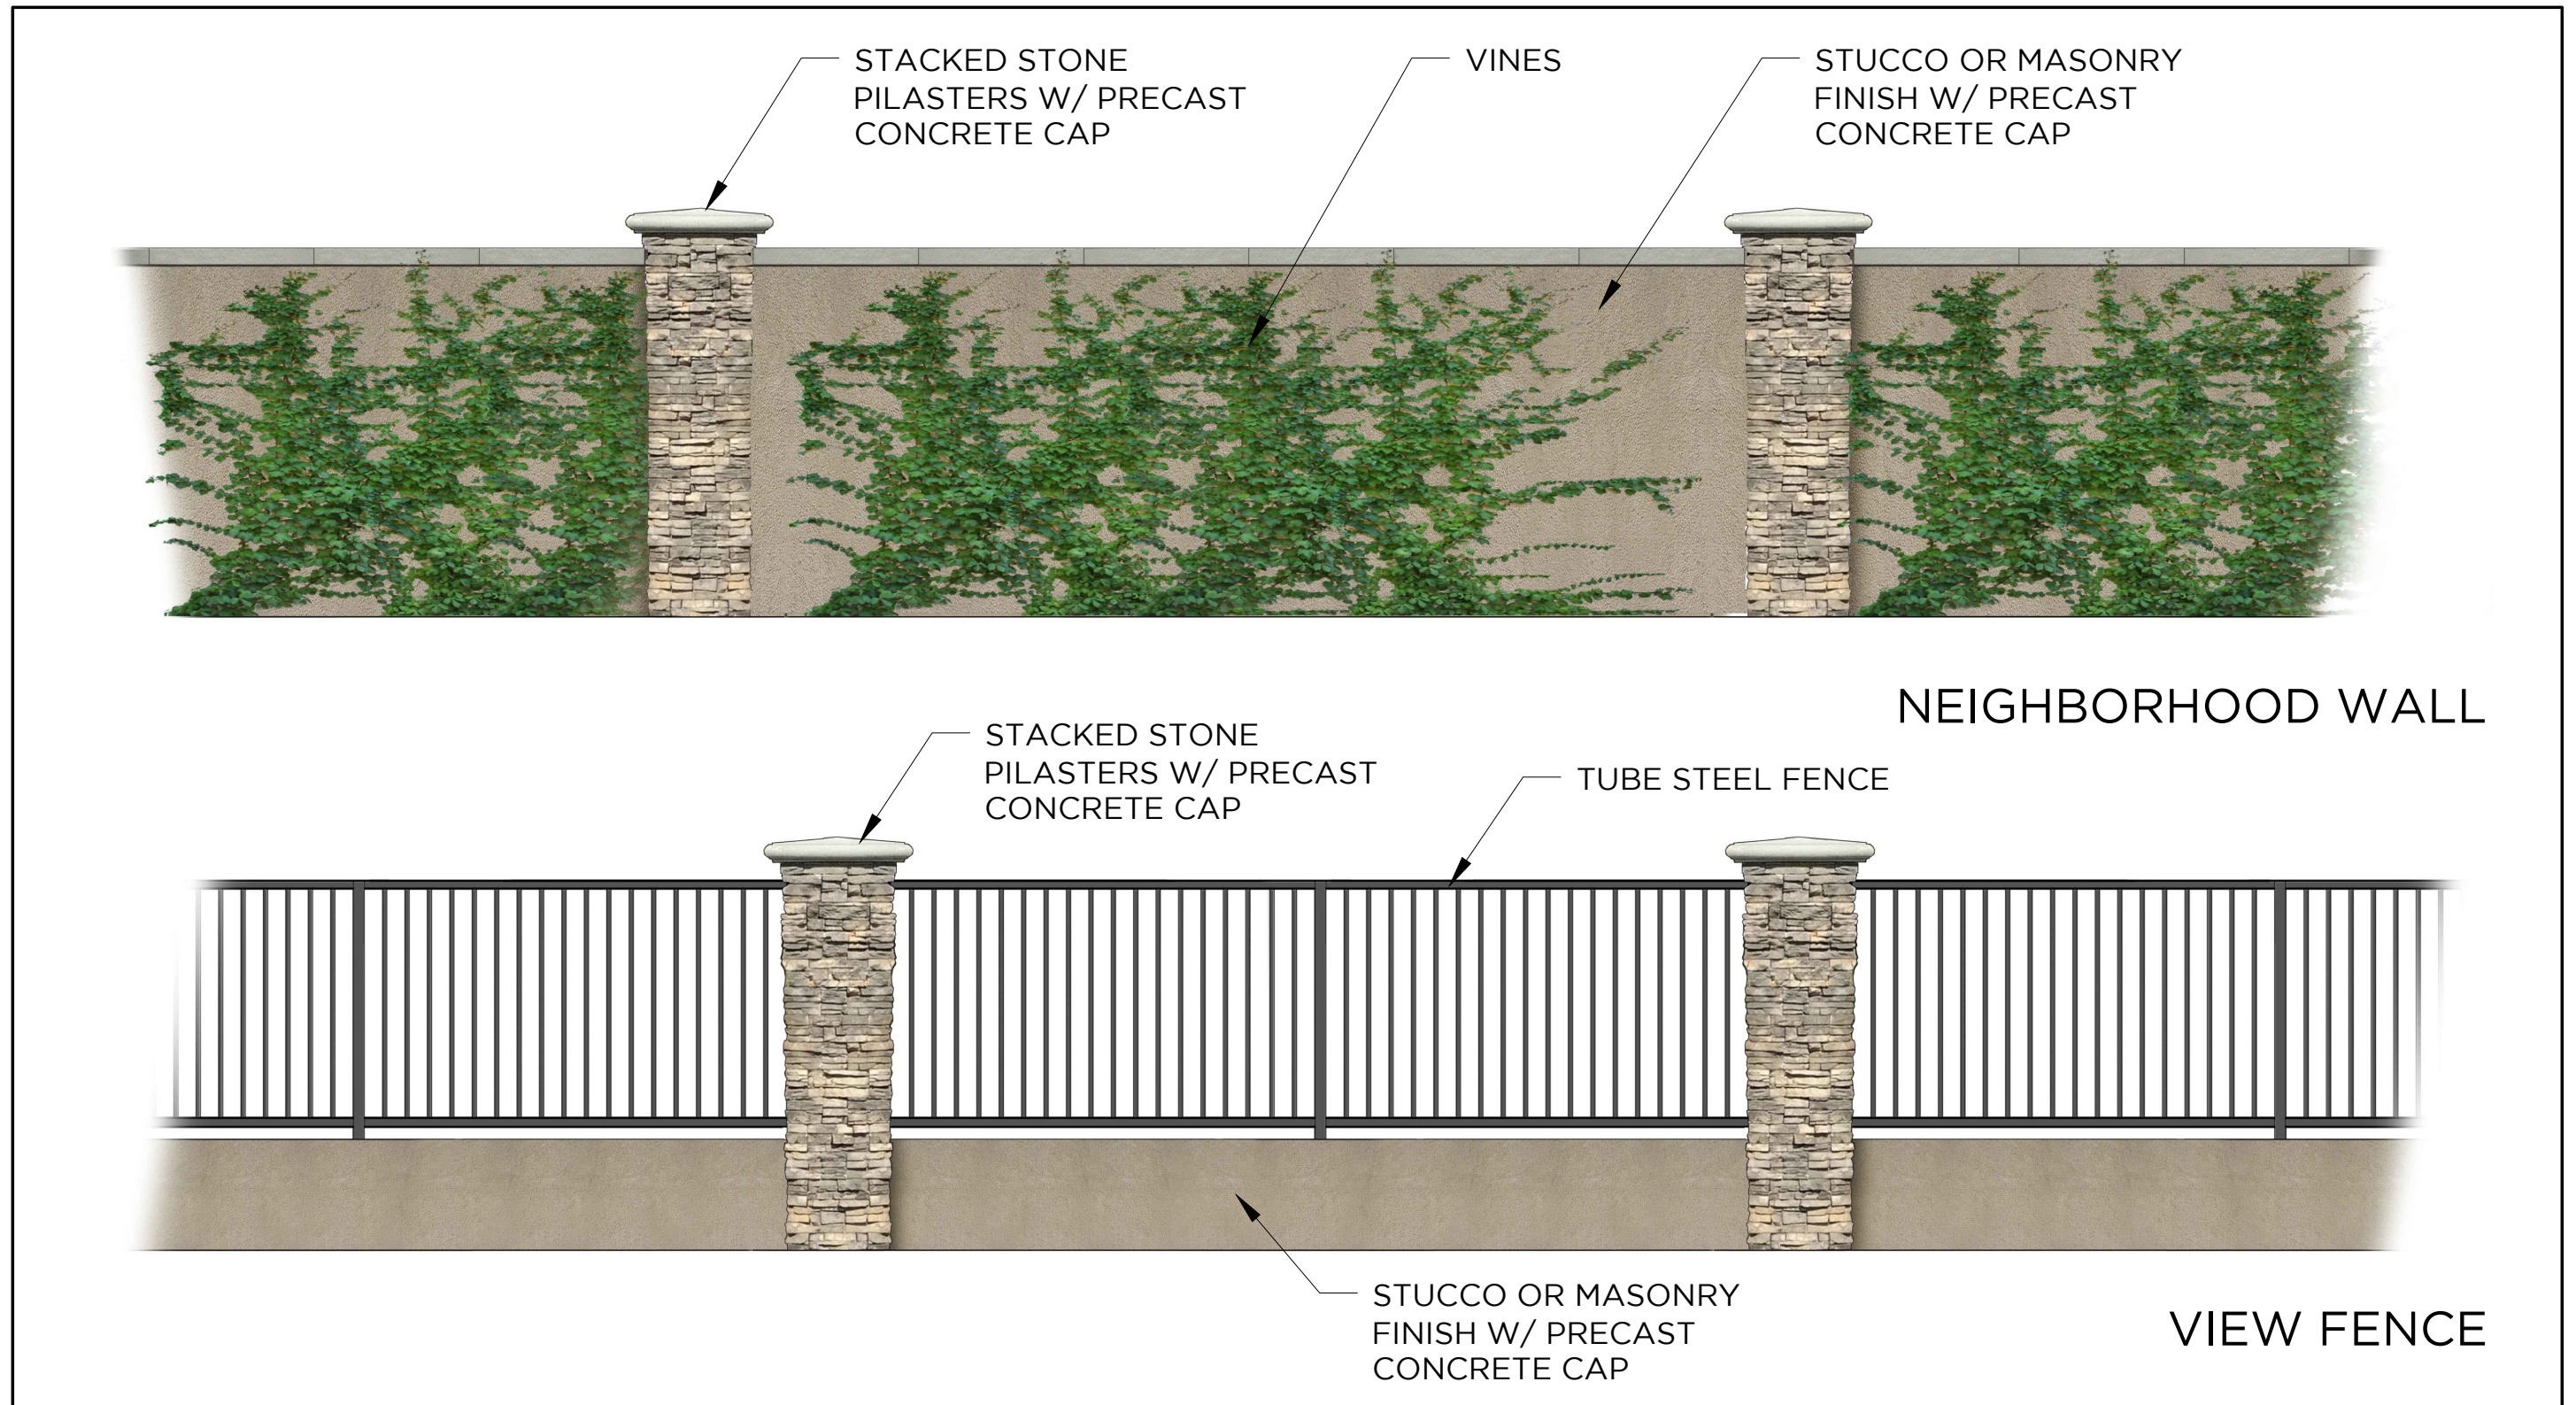 STACKED STONE
PILASTERS W/ PRECAST
CONCRETE CAP
VINES
STUCCO OR MASONRY
FINISH W/ PRECAST
CONCRETE CAP
NEIGHBORHOOD WALL
STACKED STONE
PILASTERS W/ PRECAST
CONCRETE CAP
TUBE STEEL FENCE
STUCCO OR MASONRY
FINISH W/ PRECAST
CONCRETE CAP
VIEW FENCE